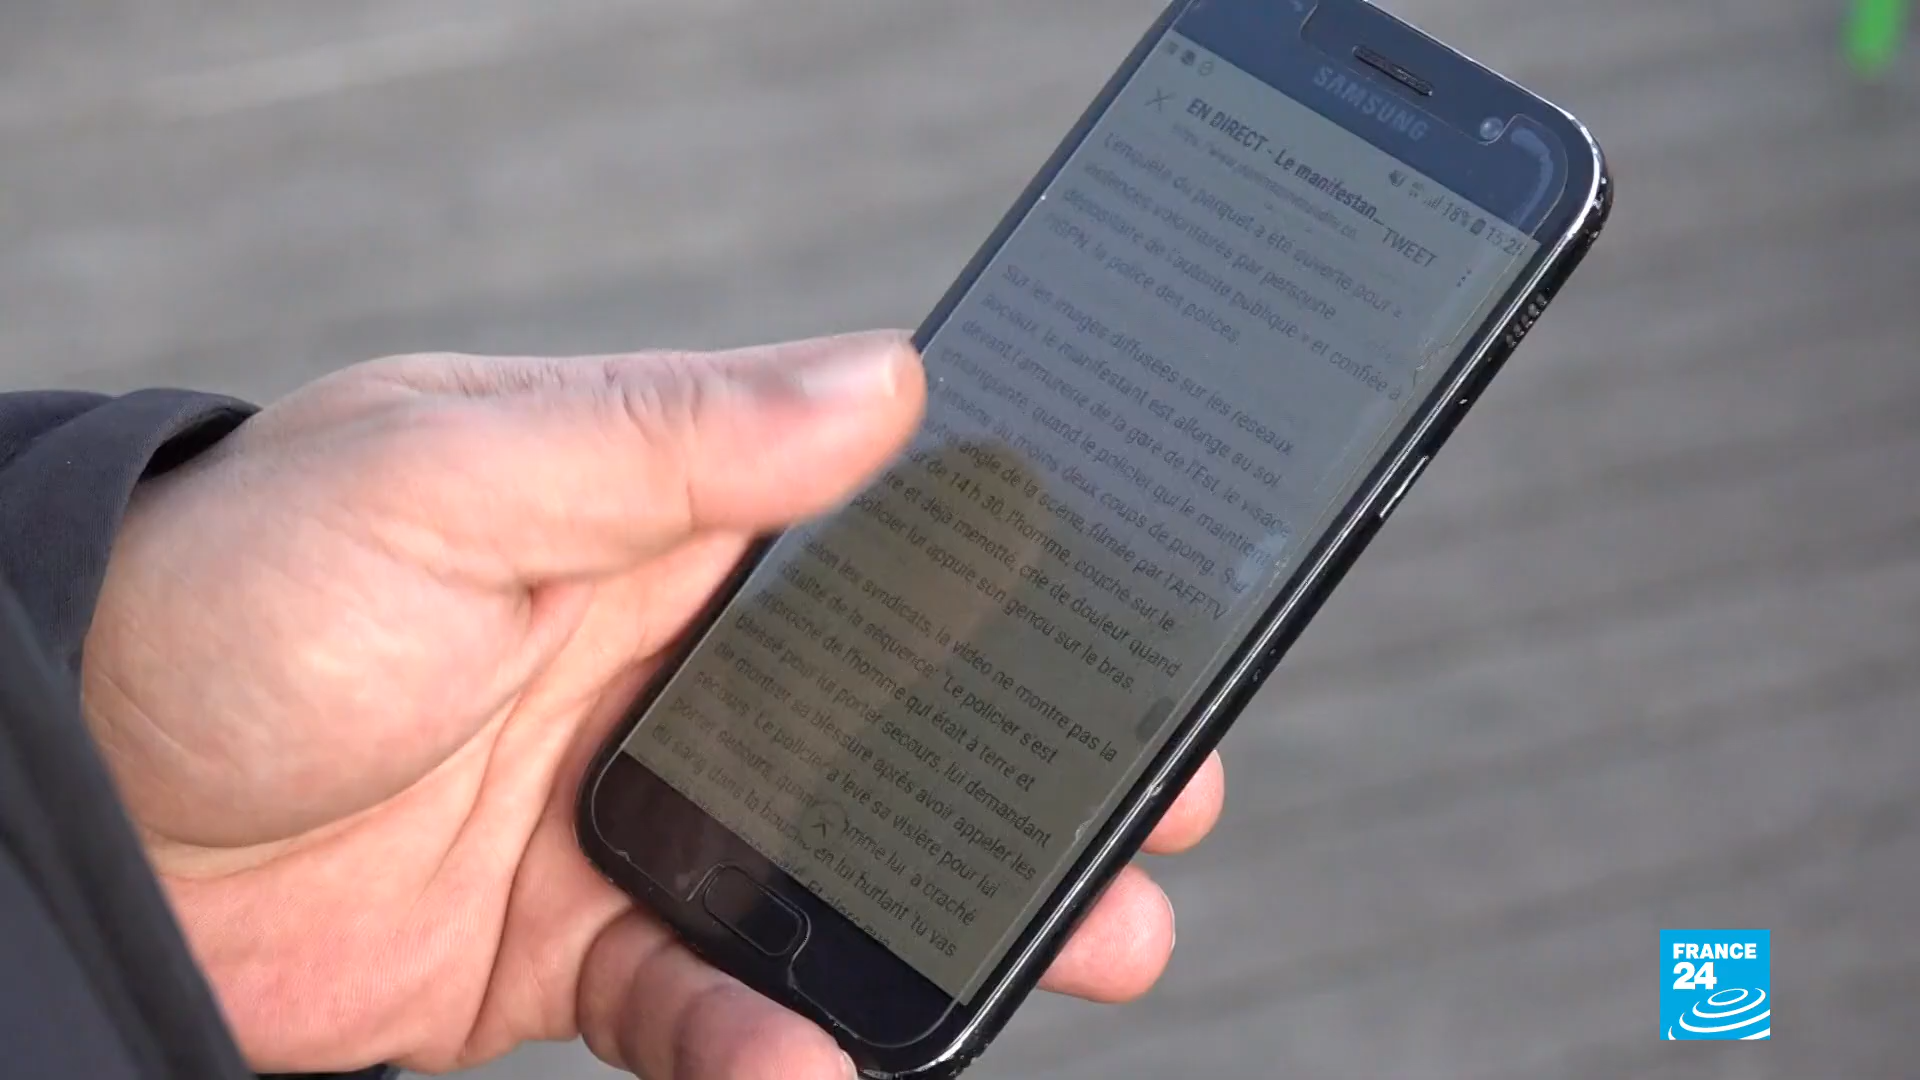 SAMSUNG
18% 15:25
EN DIRECT - Le manifestan... TWEET
L'enquête du parquet a été ouverte pour «
violences volontaires par personne
dépositaire de l'autorité publique » et confiée à
l'IGPN, la police des polices.
Sur les images diffusées sur les réseaux
sociaux, le manifestant est allongé au sol
devant l'armurerie de la gare de l'Est, le visage
ensanglanté, quand le policier qui le maintient
assène au moins deux coups de poing. Sur
autre angle de la scène, filmée par l'AFPTV
ur de 14 h 30, l'homme, couché sur le
re et déjà menotté, crie de douleur quand
policier lui appuie son genou sur le bras.
Selon les syndicats, la vidéo ne montre pas la
totalité de la séquence: "Le policier s'est
approché de l'homme qui était à terre et
blessé pour lui porter secours, lui demandant
de montrer sa blessure après avoir appeler les
secours. Le policier a levé sa visière pour lui
porter secours, quand mme lui a craché
du sang dans la bouche en lui hurlant 'tu vas
FRANCE
24